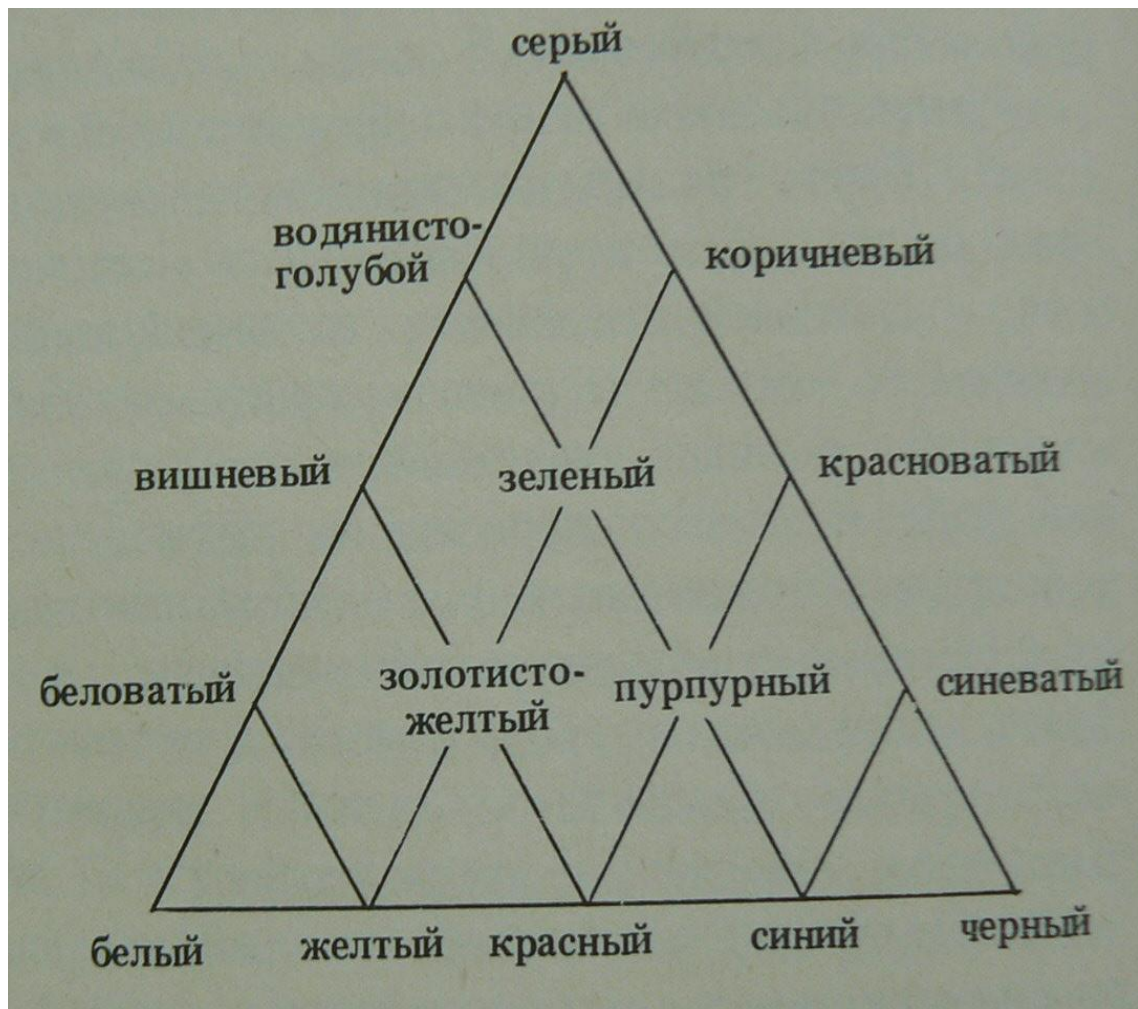 серый
водянисто-
голубой
коричневый
вишневый
зеленый
красноватый
беловатый
золотисто-
желтый
пурпурный
синеватый
белый
желтый
красный
синий
черный